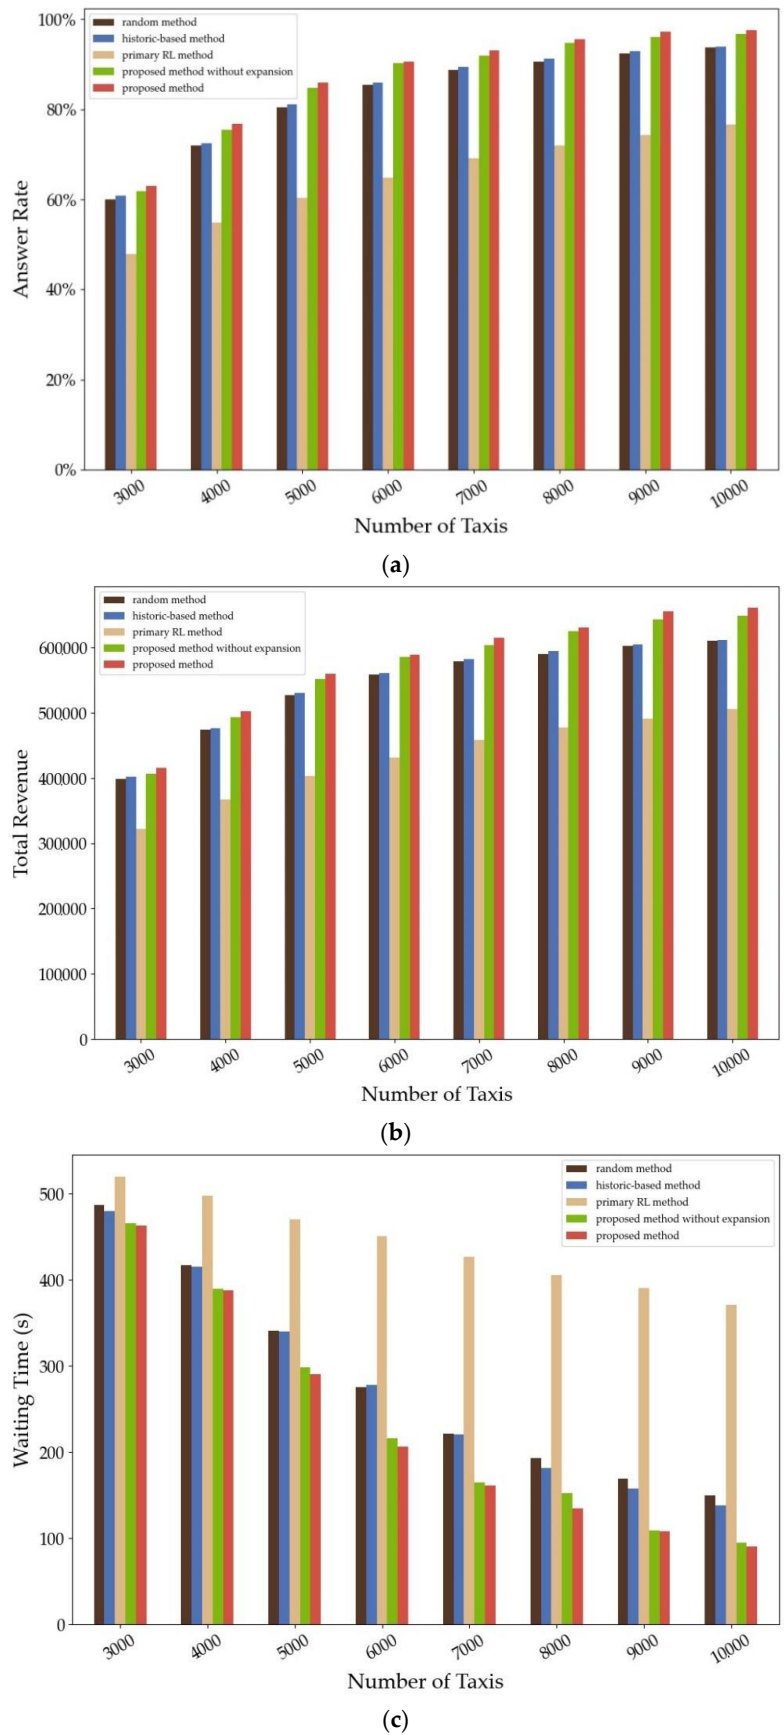 random method
historic-based method
primary RL method
proposed method without expansion
proposed method
100%
80%
60%
40%
20%
0%
Answer Rate
3000 4000 5000 6000 7000 8000 9000 10000
Number of Taxis
(a)
random method
historic-based method
primary RL method
proposed method without expansion
proposed method
600000
500000
400000
300000
200000
100000
0
Total Revenue
3000 4000 5000 6000 7000 8000 9000 10000
Number of Taxis
(b)
random method
historic-based method
primary RL method
proposed method without expansion
proposed method
500
400
300
200
100
0
Waiting Time (s)
3000 4000 5000 6000 7000 8000 9000 10000
Number of Taxis
(c)